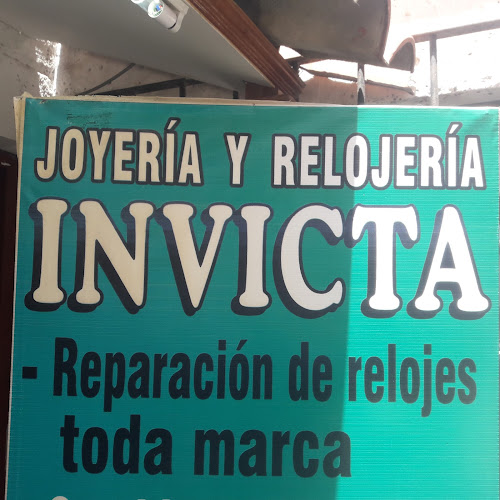 JOYERÍA Y RELOJERÍA
INVICTA
- Reparación de relojes
toda marca